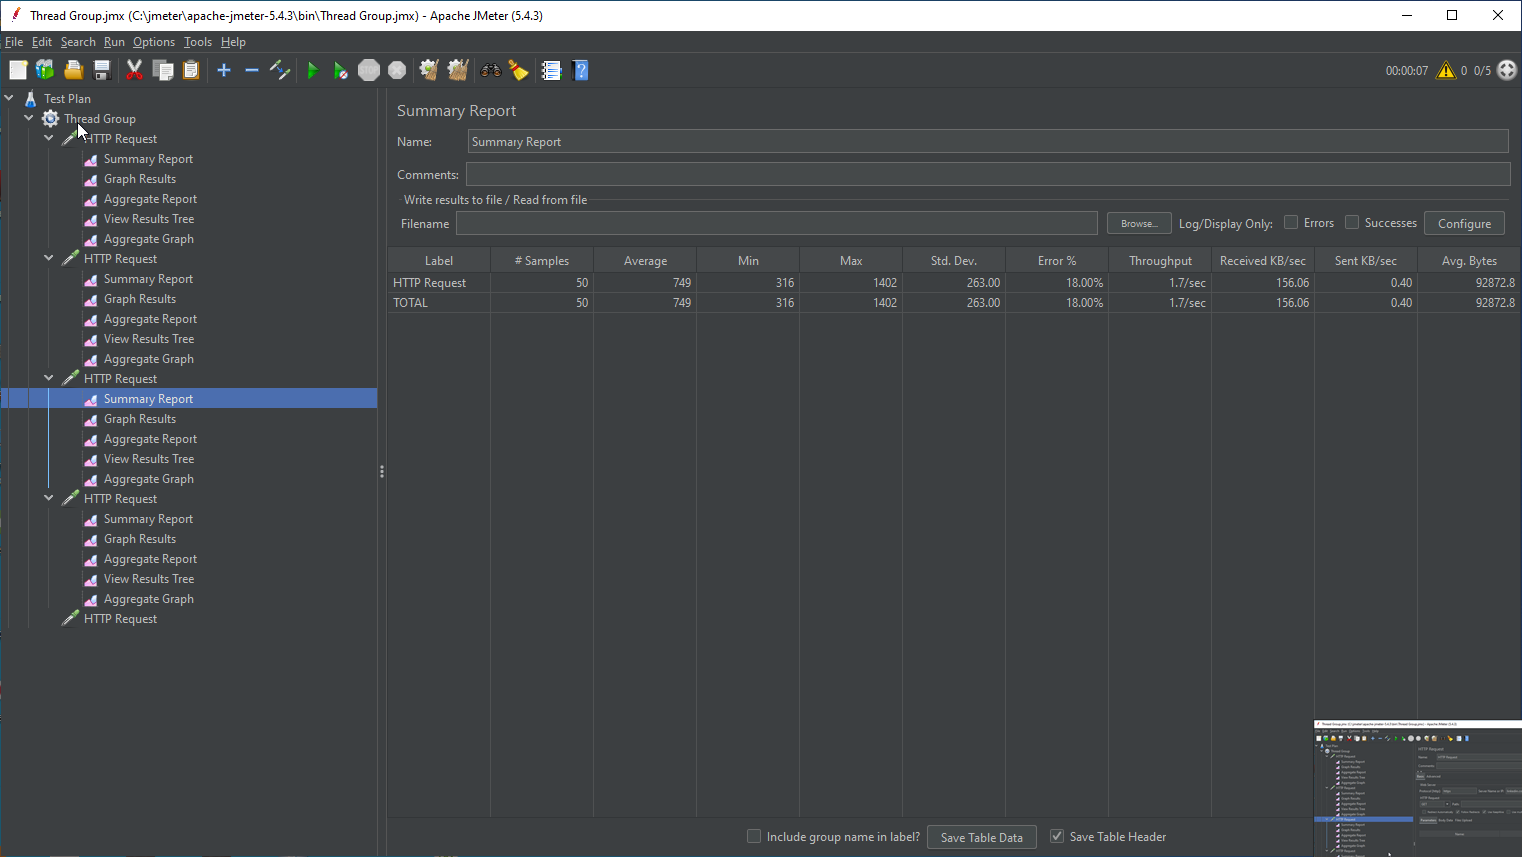 Thread Group.jmx (C:\jmeter\apache-jmeter-5.4.3\bin\Thread Group.jmx) - Apache JMeter (5.4.3)
File Edit Search Run Options Tools Help
STOP 00:00:07 0 0/5
Test Plan
Thread Group
HTTP Request
Summary Report
Graph Results
Aggregate Report
View Results Tree
Aggregate Graph
HTTP Request
Summary Report
Graph Results
Aggregate Report
View Results Tree
Aggregate Graph
HTTP Request
Summary Report
Graph Results
Aggregate Report
View Results Tree
Aggregate Graph
HTTP Request
Summary Report
Graph Results
Aggregate Report
View Results Tree
Aggregate Graph
HTTP Request
Summary Report
Name: Summary Report
Comments:
Write results to file / Read from file
Filename Browse... Log/Display Only: Errors Successes Configure
Label # Samples Average Min Max Std. Dev. Error % Throughput Received KB/sec Sent KB/sec Avg. Bytes
HTTP Request 50 749 316 1402 263.00 18.00% 1.7/sec 156.06 0.40 92872.8
TOTAL 50 749 316 1402 263.00 18.00% 1.7/sec 156.06 0.40 92872.8
Include group name in label? Save Table Data Save Table Header